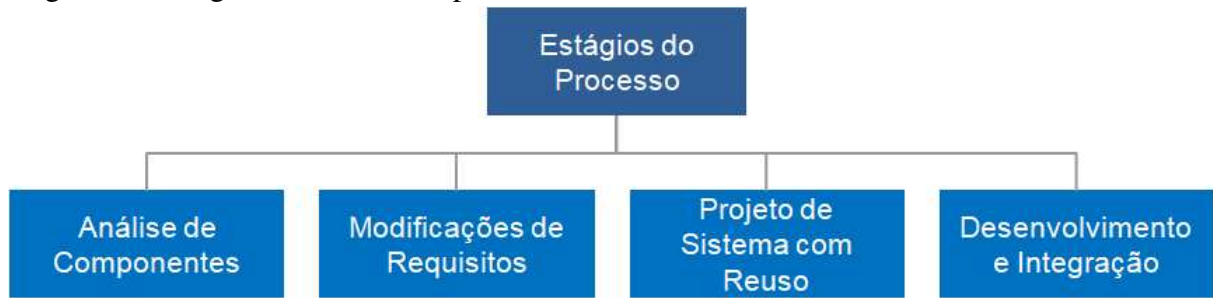 Estágios do
Processo
Análise de
Componentes
Modificações de
Requisitos
Projeto de
Sistema com
Reuso
Desenvolvimento
e Integração